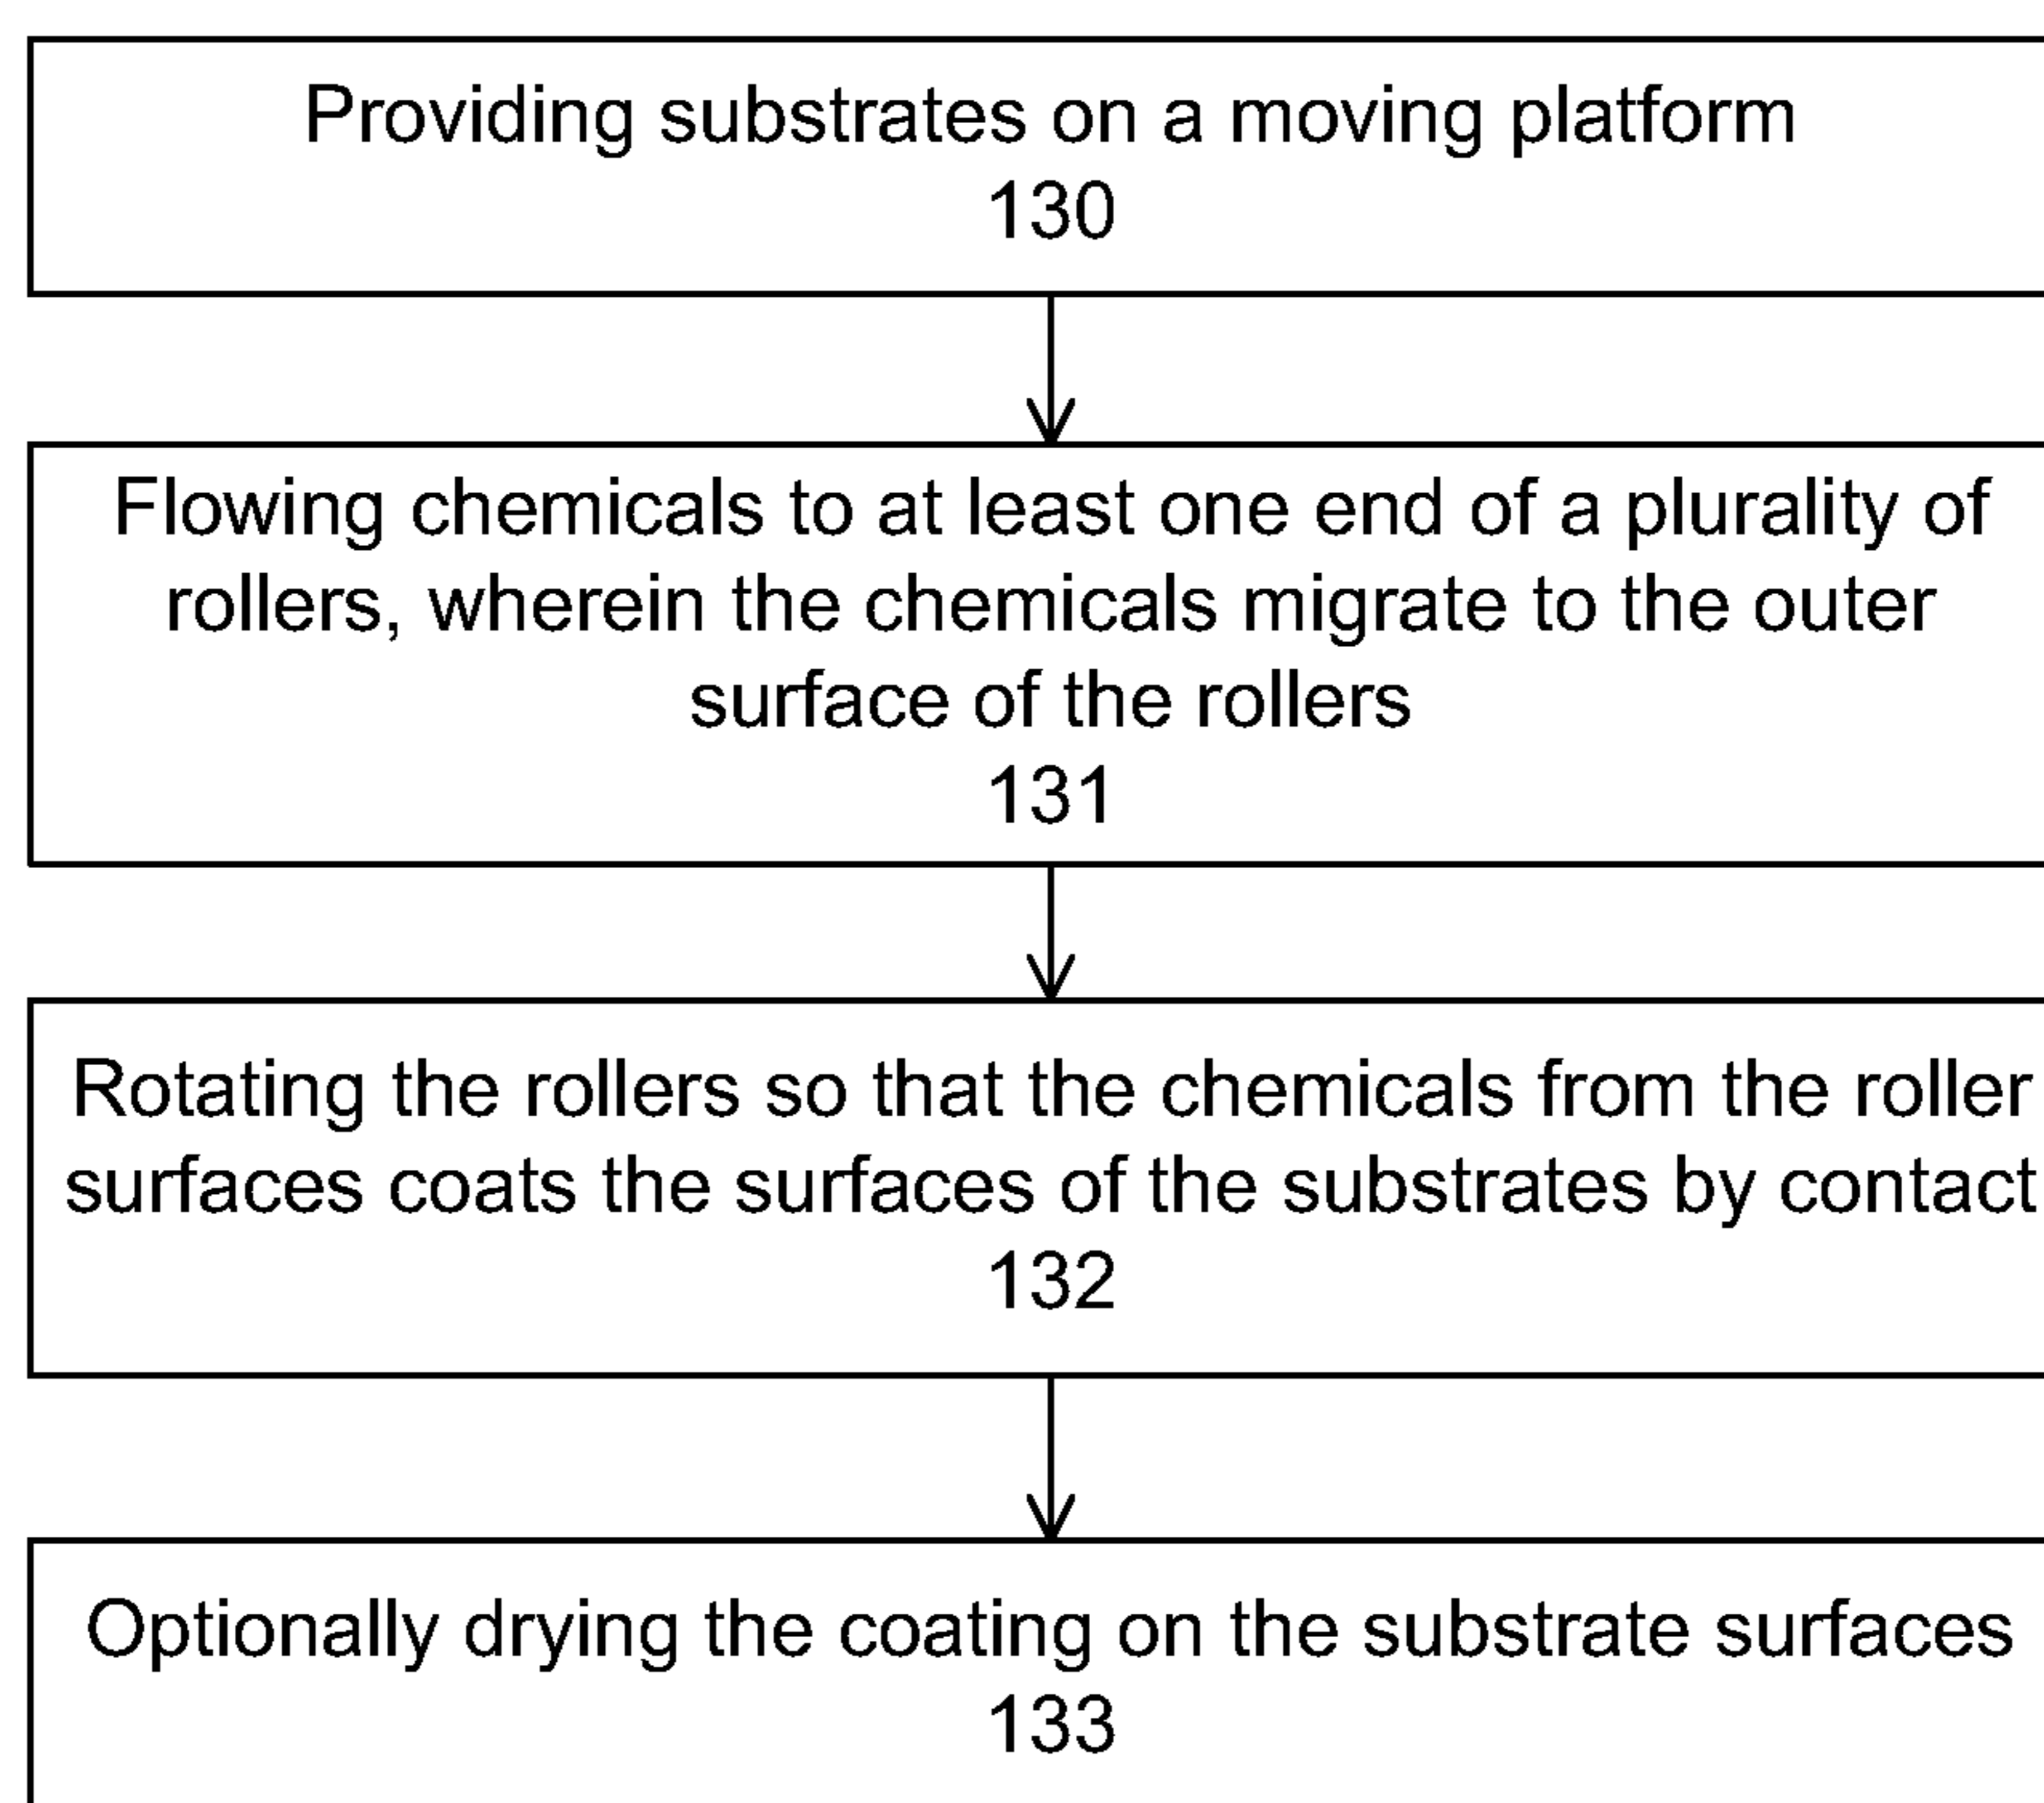 Providing substrates on a moving platform
130
Flowing chemicals to at least one end of a plurality of
rollers, wherein the chemicals migrate to the outer
surface of the rollers
131
Rotating the rollers so that the chemicals from the roller
surfaces coats the surfaces of the substrates by contact
132
Optionally drying the coating on the substrate surfaces
133